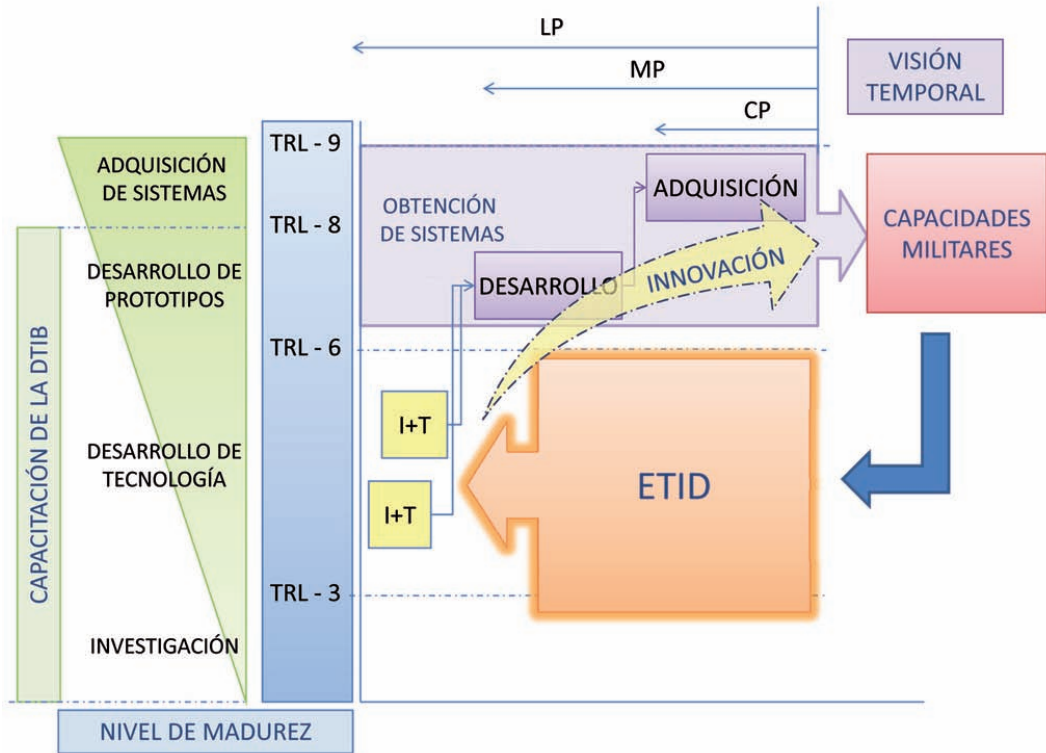 LP
MP
CP
VISIÓN
TEMPORAL
CAPACITACIÓN DE LA DTIB
ADQUISICIÓN
DE SISTEMAS
DESARROLLO DE
PROTOTIPOS
DESARROLLO DE
TECNOLOGÍA
INVESTIGACIÓN
TRL - 9
TRL - 8
TRL - 6
TRL - 3
NIVEL DE MADUREZ
OBTENCIÓN
DE SISTEMAS
ADQUISICIÓN
DESARROLLO
INNOVACIÓN
CAPACIDADES
MILITARES
I+T
I+T
ETID